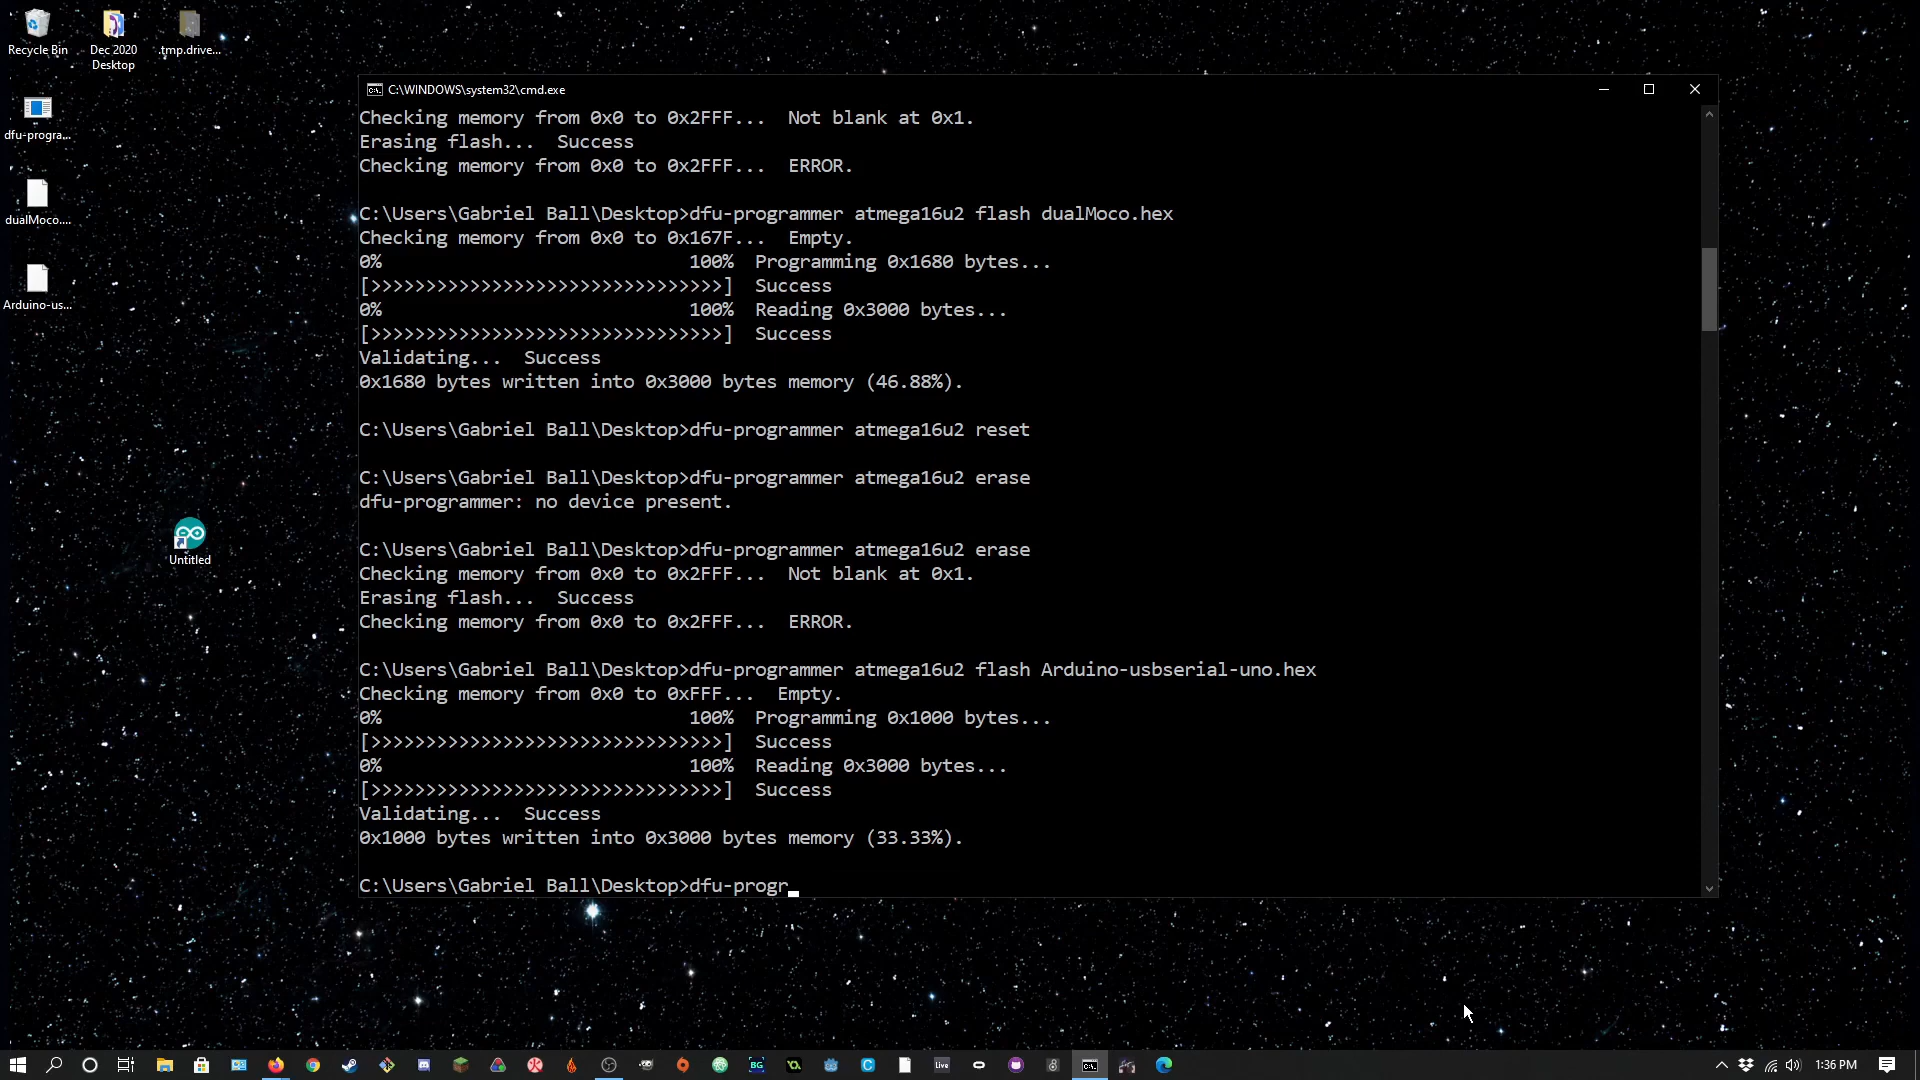 Recycle Bin
Dec 2020
Desktop
.tmp.drive...
dfu-progra...
dualMoco....
Arduino-us...
Untitled
C:\WINDOWS\system32\cmd.exe
Checking memory from 0x0 to 0x2FFF...  Not blank at 0x1.
Erasing flash...  Success
Checking memory from 0x0 to 0x2FFF...  ERROR.
C:\Users\Gabriel Ball\Desktop>dfu-programmer atmega16u2 flash dualMoco.hex
Checking memory from 0x0 to 0x167F...  Empty.
0%                            100%  Programming 0x1680 bytes...
[>>>>>>>>>>>>>>>>>>>>>>>>>>>>>>>>]  Success
0%                            100%  Reading 0x3000 bytes...
[>>>>>>>>>>>>>>>>>>>>>>>>>>>>>>>>]  Success
Validating...  Success
0x1680 bytes written into 0x3000 bytes memory (46.88%).
C:\Users\Gabriel Ball\Desktop>dfu-programmer atmega16u2 reset
C:\Users\Gabriel Ball\Desktop>dfu-programmer atmega16u2 erase
dfu-programmer: no device present.
C:\Users\Gabriel Ball\Desktop>dfu-programmer atmega16u2 erase
Checking memory from 0x0 to 0x2FFF...  Not blank at 0x1.
Erasing flash...  Success
Checking memory from 0x0 to 0x2FFF...  ERROR.
C:\Users\Gabriel Ball\Desktop>dfu-programmer atmega16u2 flash Arduino-usbserial-uno.hex
Checking memory from 0x0 to 0xFFF...  Empty.
0%                            100%  Programming 0x1000 bytes...
[>>>>>>>>>>>>>>>>>>>>>>>>>>>>>>>>]  Success
0%                            100%  Reading 0x3000 bytes...
[>>>>>>>>>>>>>>>>>>>>>>>>>>>>>>>>]  Success
Validating...  Success
0x1000 bytes written into 0x3000 bytes memory (33.33%).
C:\Users\Gabriel Ball\Desktop>dfu-progr
BG
live
1:36 PM